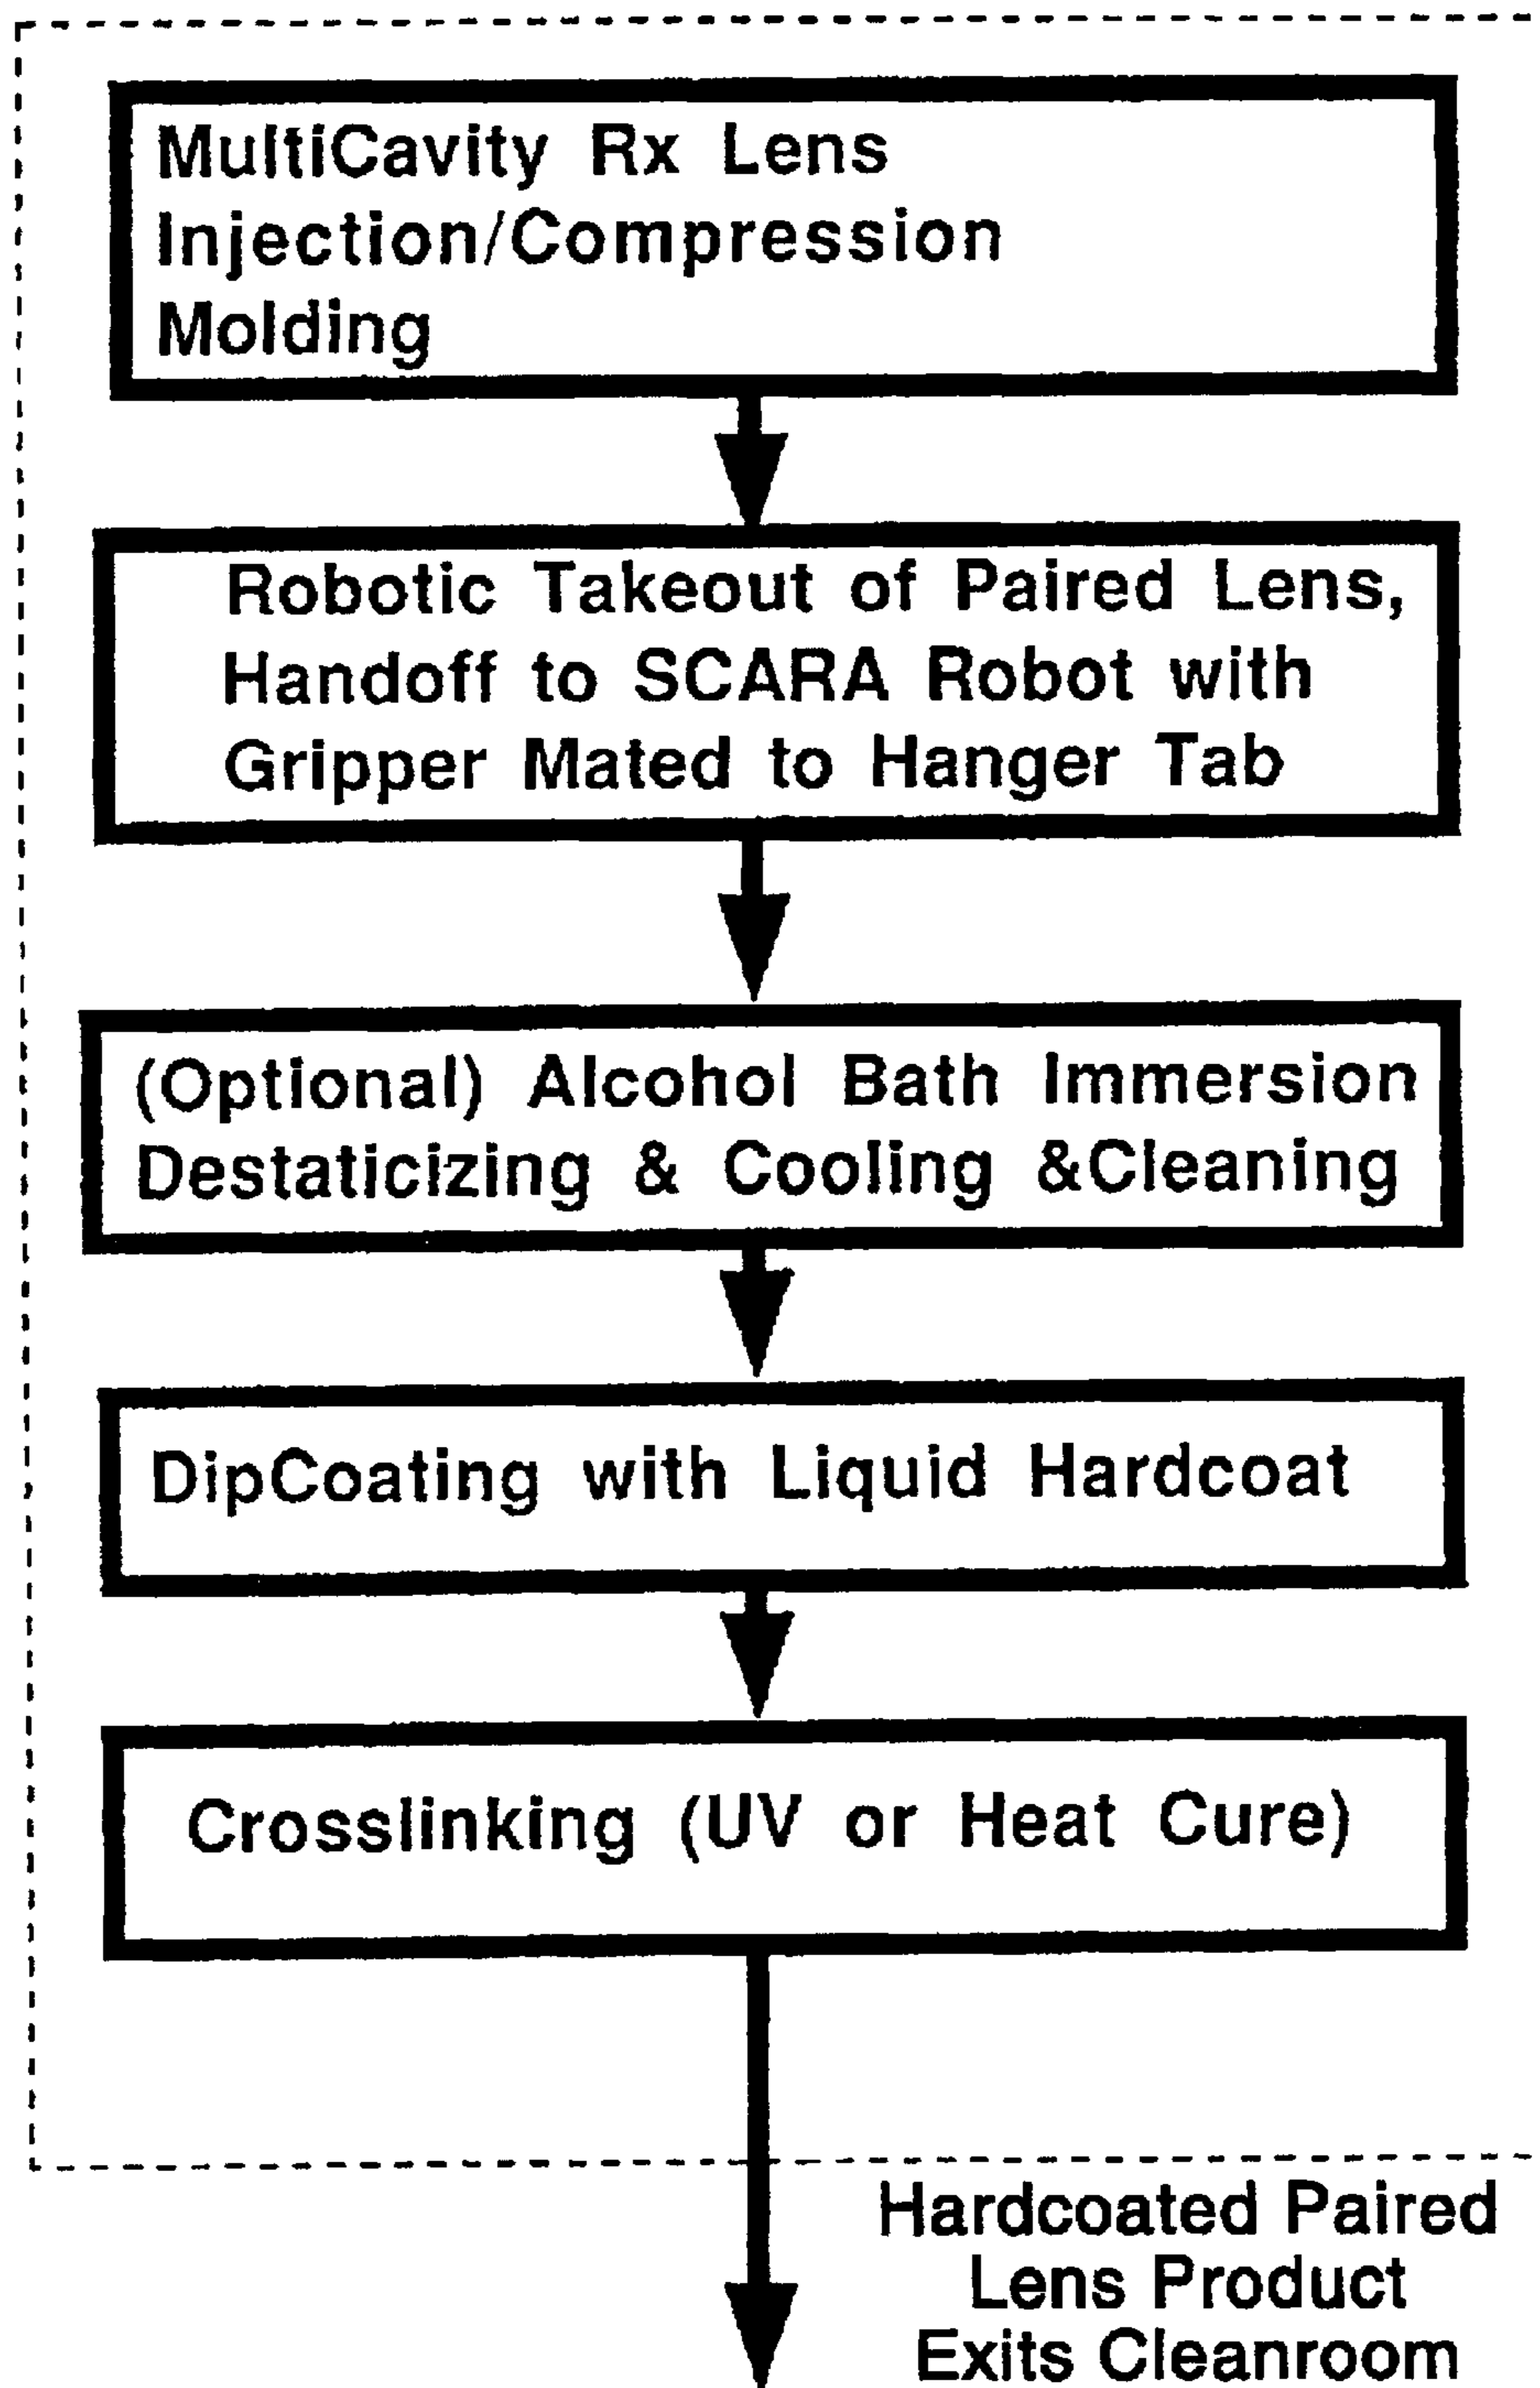 MultiCavity Rx Lens
Injection/Compression
Molding
Robotic Takeout of Paired Lens,
Handoff to SCARA Robot with
Gripper Mated to Hanger Tab
(Optional) Alcohol Bath Immersion
Destaticizing & Cooling &Cleaning
DipCoating with Liquid Hardcoat
Crosslinking (UV or Heat Cure)
Hardcoated Paired
Lens Product
Exits Cleanroom